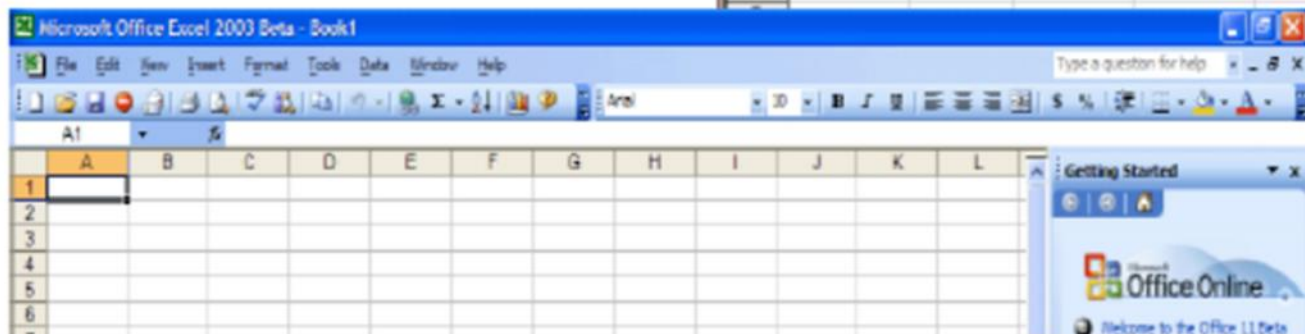 Microsoft Office Excel 2003 Beta - Book1
File Edit View Insert Format Tools Data Window Help
Type a question for help
Arial 10 B I U $ %
A1 fx
A B C D E F G H I J K L
Getting Started
1
2
3
4
5
6
Microsoft
Office Online
Welcome to the Office 11 Beta